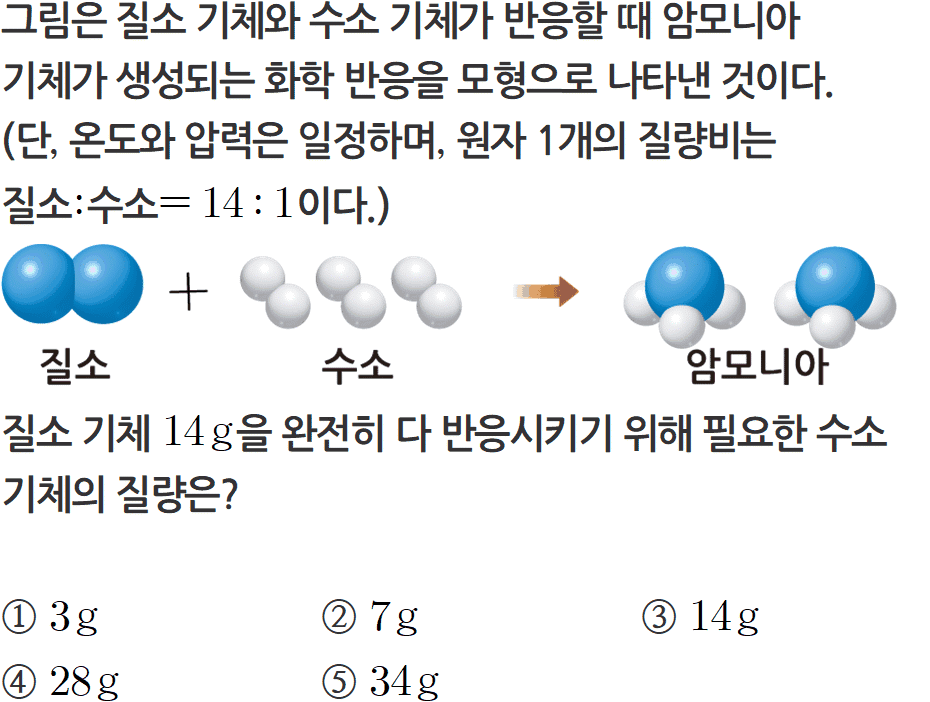 그림은 질소 기체와 수소 기체가 반응할 때 암모니아
기체가 생성되는 화학 반응을 모형으로 나타낸 것이다.
(단, 온도와 압력은 일정하며, 원자 1개의 질량비는
질소:수소= 14 : 1이다.)
+
질소 수소 암모니아
질소 기체 14 g을 완전히 다 반응시키기 위해 필요한 수소
기체의 질량은?
① 3 g ② 7 g ③ 14 g
④ 28 g ⑤ 34 g